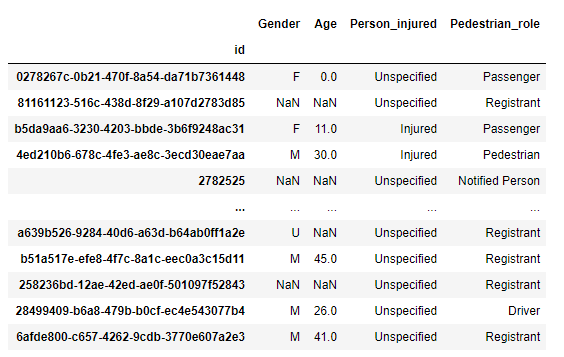 Gender Age Person_injured Pedestrian_role
id
0278267c-0b21-470f-8a54-da71b7361448 F 0.0 Unspecified Passenger
81161123-516c-438d-8f29-a107d2783d85 NaN NaN Unspecified Registrant
b5da9aa6-3230-4203-bbde-3b6f9248ac31 F 11.0 Injured Passenger
4ed210b6-678c-4fe3-ae8c-3ecd30eae7aa M 30.0 Injured Pedestrian
2782525 NaN NaN Unspecified Notified Person
... ... ... ... ...
a639b526-9284-40d6-a63d-b64ab0ff1a2e U NaN Unspecified Registrant
b51a517e-efe8-4f7c-8a1c-eec0a3c15d11 M 45.0 Unspecified Registrant
258236bd-12ae-42ed-ae0f-501097f52843 NaN NaN Unspecified Registrant
28499409-b6a8-479b-b0cf-ec4e543077b4 M 26.0 Unspecified Driver
6afde800-c657-4262-9cdb-3770e607a2e3 M 41.0 Unspecified Registrant